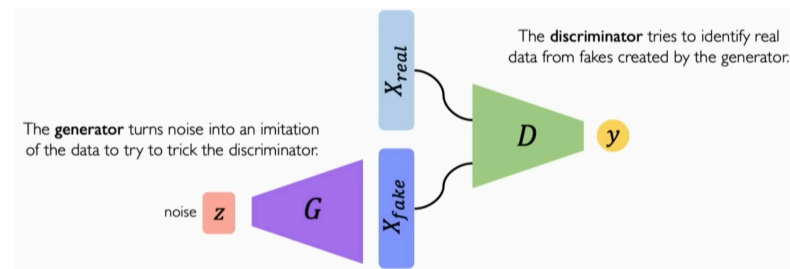 The discriminator tries to identify real
data from fakes created by the generator.
X_real
The generator turns noise into an imitation
of the data to try to trick the discriminator.
D
y
noise
z
G
X_fake